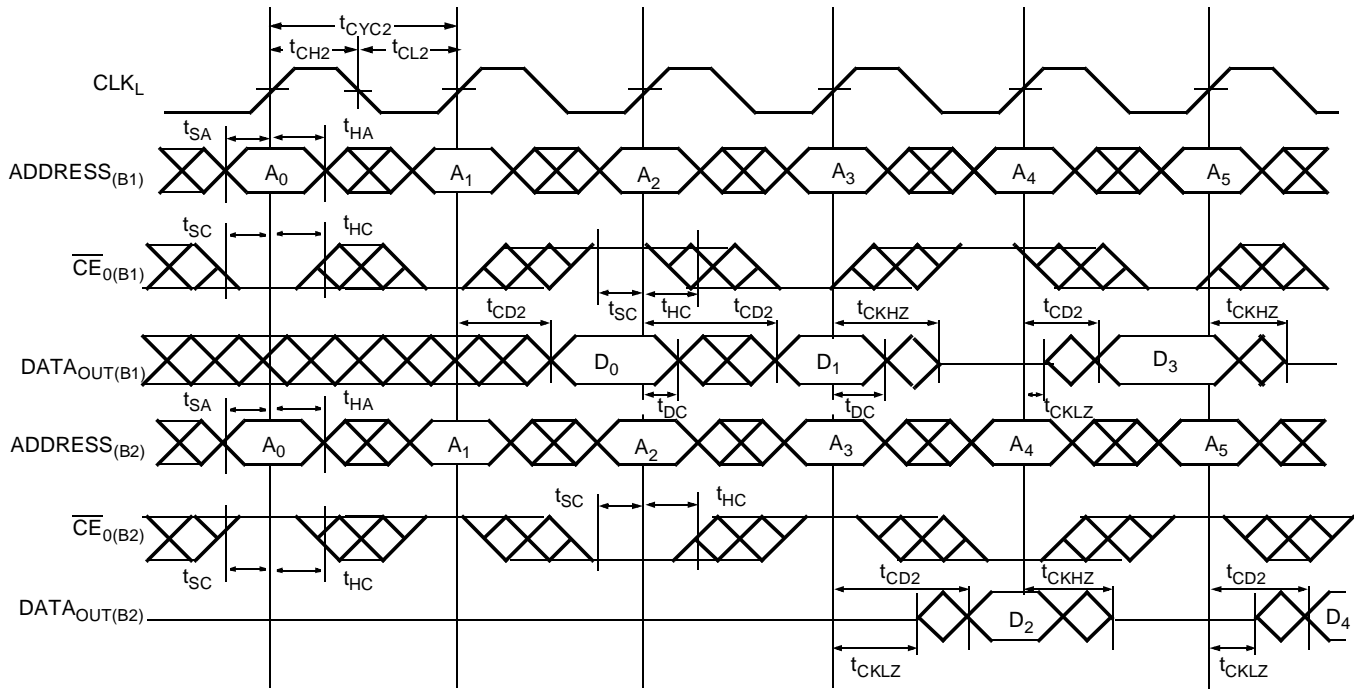 tCYC2
tCH2 tCL2
CLKL
tSA tHA
ADDRESS(B1) A0 A1 A2 A3 A4 A5
tSC tHC
CE0(B1)
tCD2 tSC tHC tCD2 tCKHZ tCD2 tCKHZ
DATAOUT(B1) D0 D1 D3
tSA tHA tDC tDC tCKLZ
ADDRESS(B2) A0 A1 A2 A3 A4 A5
tSC tHC
CE0(B2)
tSC tHC tCD2 tCKHZ tCD2
DATAOUT(B2) D2 D4
tCKLZ tCKLZ